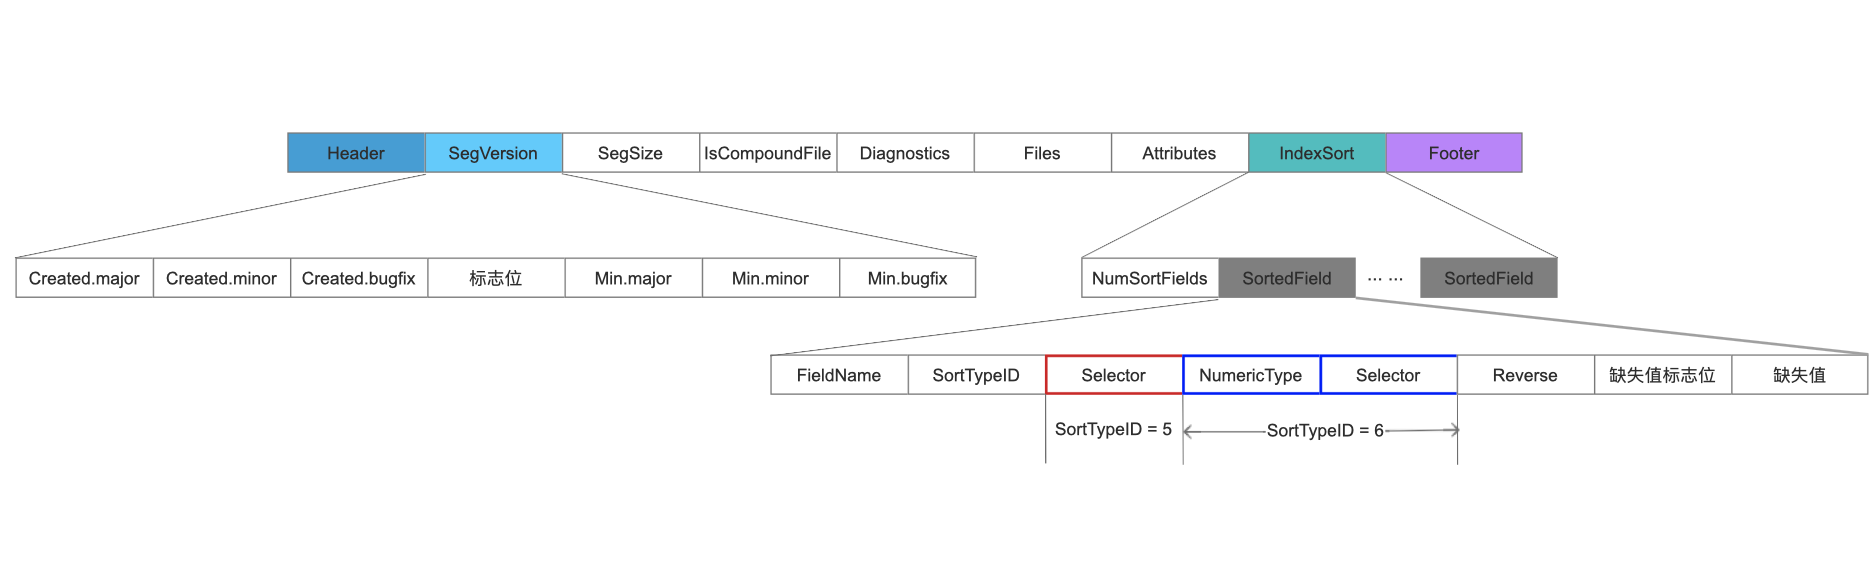 Header SegVersion SegSize IsCompoundFile Diagnostics Files Attributes IndexSort Footer
Created.major Created.minor Created.bugfix 标志位 Min.major Min.minor Min.bugfix
NumSortFields SortedField ... ... SortedField
FieldName SortTypeID Selector NumericType Selector Reverse 缺失值标志位 缺失值
SortTypeID = 5 SortTypeID = 6